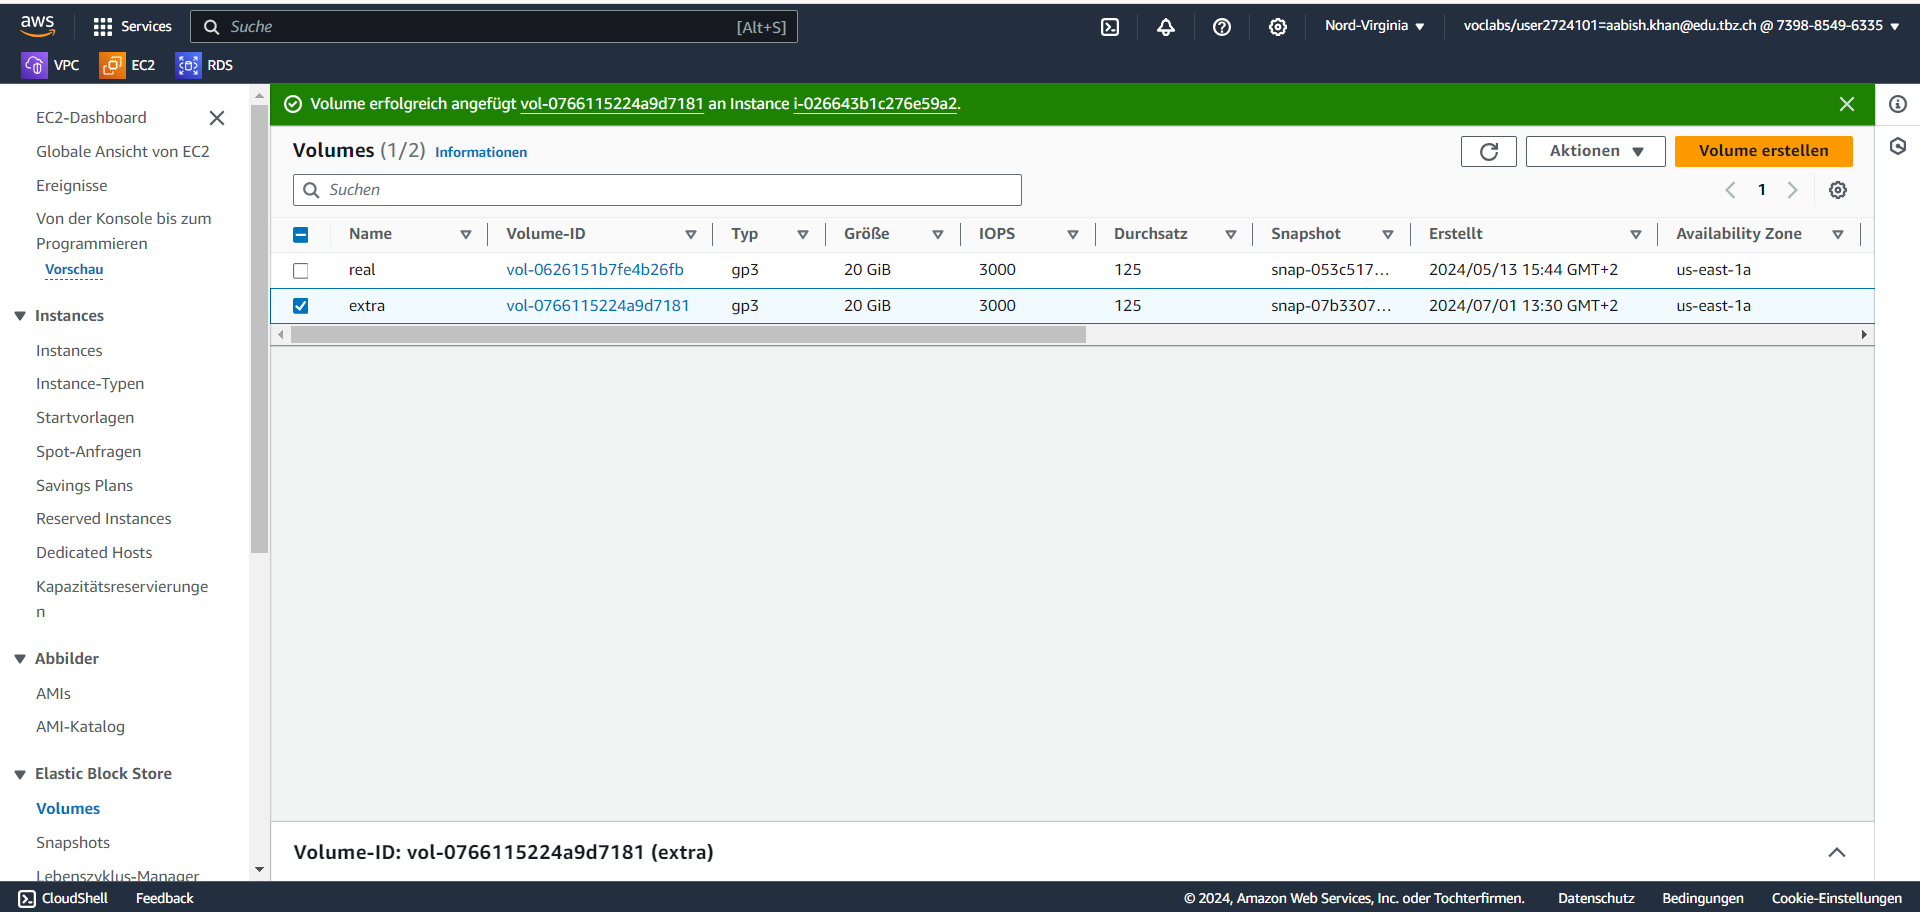 aws
Services
Suche
[Alt+S]
Nord-Virginia
voclabs/user2724101=aabish.khan@edu.tbz.ch @ 7398-8549-6335
VPC
EC2
RDS
EC2-Dashboard
Globale Ansicht von EC2
Ereignisse
Von der Konsole bis zum
Programmieren
Vorschau
Instances
Instances
Instance-Typen
Startvorlagen
Spot-Anfragen
Savings Plans
Reserved Instances
Dedicated Hosts
Kapazitätsreservierunge
n
Abbilder
AMIs
AMI-Katalog
Elastic Block Store
Volumes
Snapshots
Lebenszyklus-Manager
Volume erfolgreich angefügt vol-0766115224a9d7181 an Instance i-026643b1c276e59a2.
Volumes (1/2) Informationen
Aktionen
Volume erstellen
Suchen
1
Name Volume-ID Typ Größe IOPS Durchsatz Snapshot Erstellt Availability Zone
real vol-0626151b7fe4b26fb gp3 20 GiB 3000 125 snap-053c517... 2024/05/13 15:44 GMT+2 us-east-1a
extra vol-0766115224a9d7181 gp3 20 GiB 3000 125 snap-07b3307... 2024/07/01 13:30 GMT+2 us-east-1a
Volume-ID: vol-0766115224a9d7181 (extra)
CloudShell
Feedback
© 2024, Amazon Web Services, Inc. oder Tochterfirmen.
Datenschutz
Bedingungen
Cookie-Einstellungen